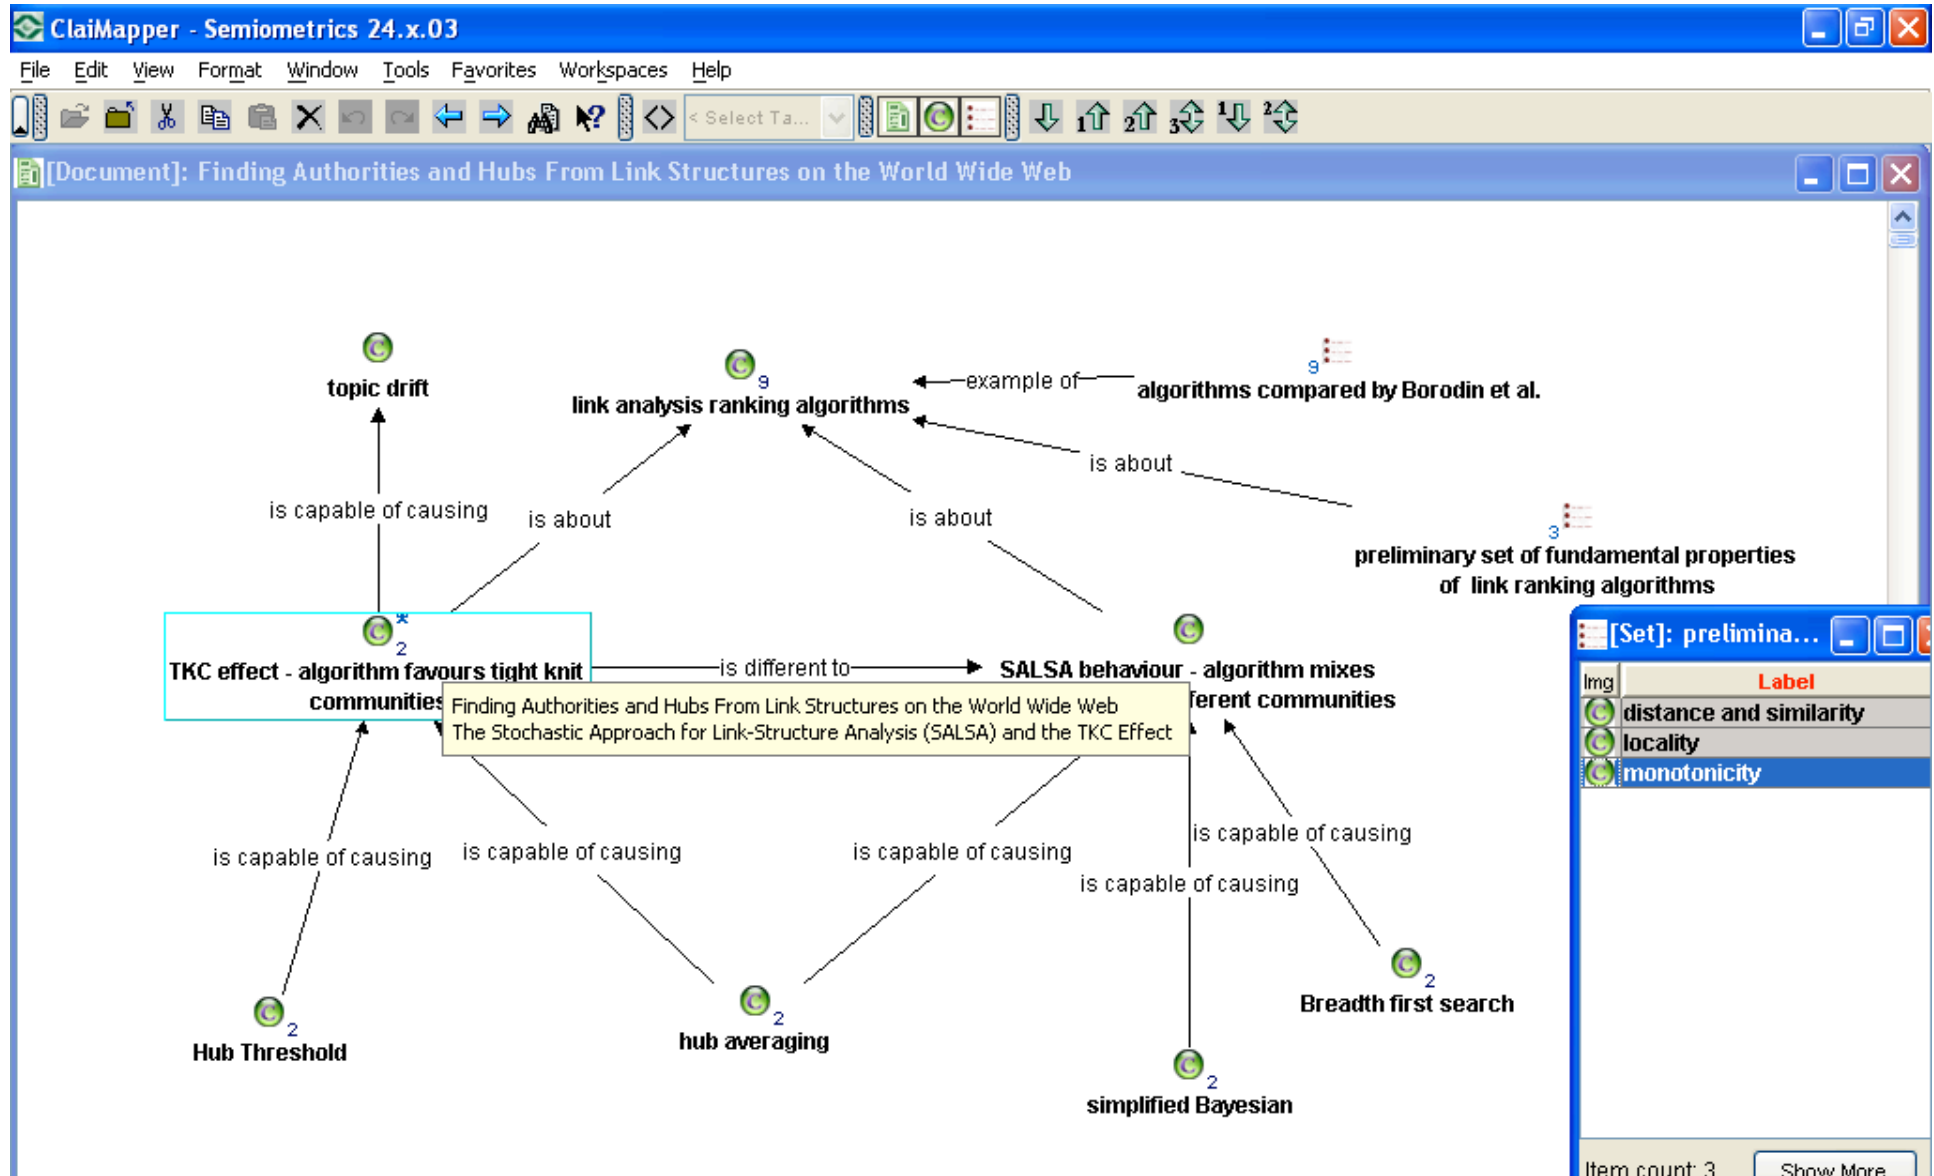 ClaiMapper - Semiometrics 24.x.03
File Edit View Format Window Tools Favorites Workspaces Help
< Select Ta...
1 2 3 1 2
[Document]: Finding Authorities and Hubs From Link Structures on the World Wide Web
topic drift
9
link analysis ranking algorithms
example of
9
algorithms compared by Borodin et al.
is about
is capable of causing
is about
is about
3
preliminary set of fundamental properties
of link ranking algorithms
*
2
TKC effect - algorithm favours tight knit
communities
is different to
SALSA behaviour - algorithm mixes
ferent communities
Finding Authorities and Hubs From Link Structures on the World Wide Web
The Stochastic Approach for Link-Structure Analysis (SALSA) and the TKC Effect
[Set]: prelimina...
Img Label
distance and similarity
locality
monotonicity
is capable of causing
is capable of causing
is capable of causing
is capable of causing
is capable of causing
2
Hub Threshold
2
hub averaging
2
Breadth first search
2
simplified Bayesian
Item count: 3
Show More